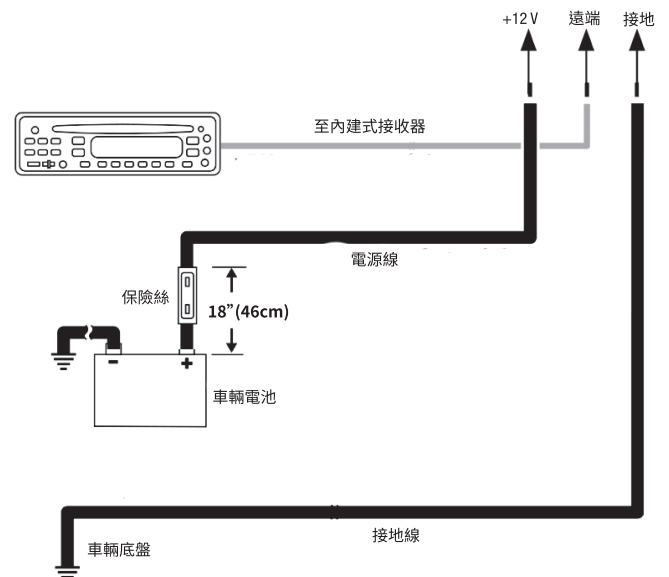 +12V
遠端
接地
至內建式接收器
電源線
保險絲
18”(46cm)
車輛電池
接地線
車輛底盤